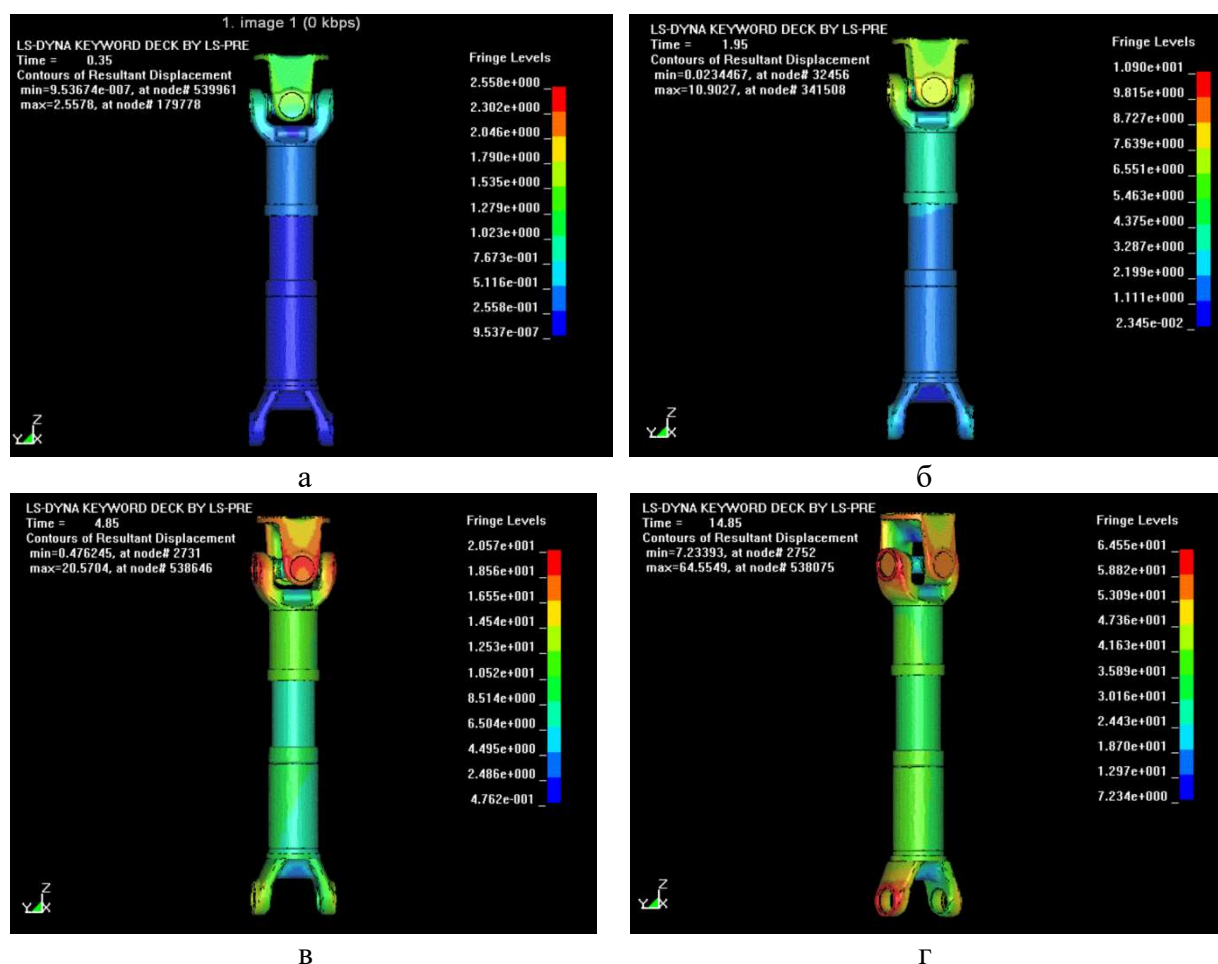 1. image 1 (0 kbps)
LS-DYNA KEYWORD DECK BY LS-PRE
Time = 0.35
Contours of Resultant Displacement
min=9.53674e-007, at node# 539961
max=2.5578, at node# 179778
Fringe Levels
2.558e+000
2.302e+000
2.046e+000
1.790e+000
1.535e+000
1.279e+000
1.023e+000
7.673e-001
5.116e-001
2.558e-001
9.537e-007
Z
Y X
а
LS-DYNA KEYWORD DECK BY LS-PRE
Time = 1.95
Contours of Resultant Displacement
min=0.0234467, at node# 32456
max=10.9027, at node# 341508
Fringe Levels
1.090e+001
9.815e+000
8.727e+000
7.639e+000
6.551e+000
5.463e+000
4.375e+000
3.287e+000
2.199e+000
1.111e+000
2.345e-002
Z
Y X
б
LS-DYNA KEYWORD DECK BY LS-PRE
Time = 4.85
Contours of Resultant Displacement
min=0.476245, at node# 2731
max=20.5704, at node# 538646
Fringe Levels
2.057e+001
1.856e+001
1.655e+001
1.454e+001
1.253e+001
1.052e+001
8.514e+000
6.504e+000
4.495e+000
2.486e+000
4.762e-001
Z
Y X
в
LS-DYNA KEYWORD DECK BY LS-PRE
Time = 14.85
Contours of Resultant Displacement
min=7.23393, at node# 2752
max=64.5549, at node# 538075
Fringe Levels
6.455e+001
5.882e+001
5.309e+001
4.736e+001
4.163e+001
3.589e+001
3.016e+001
2.443e+001
1.870e+001
1.297e+001
7.234e+000
Z
Y X
г